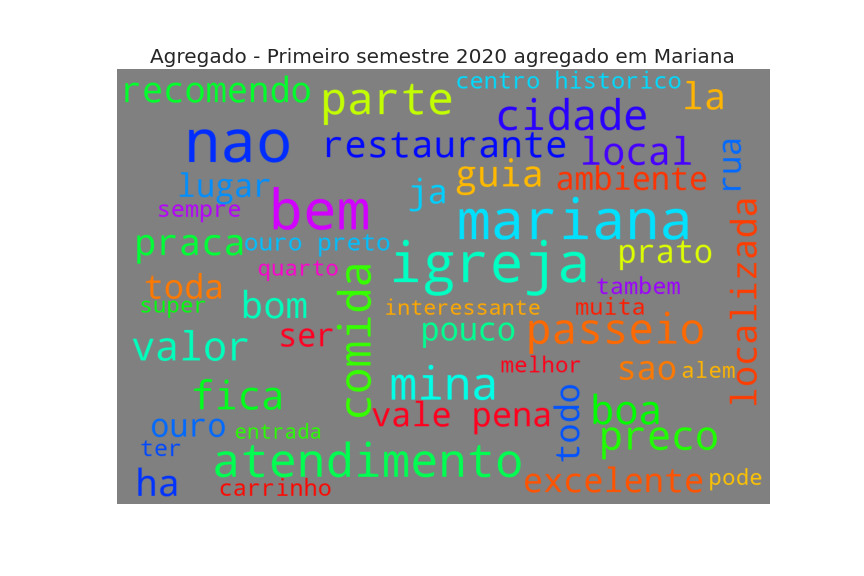 Agregado - Primeiro semestre 2020 agregado em Mariana
recomendo
parte
centro historico
la
cidade
nao
restaurante
local
rua
lugar
ja
guia
ambiente
sempre
bem
mariana
localizada
praca
ouro preto
igreja
prato
quarto
toda
comida
tambem
super
bom
interessante
muita
valor
ser
pouco
passeio
melhor
sao
alem
fica
mina
vale pena
todo
boa
ouro
entrada
preco
ter
atendimento
ha
carrinho
excelente
pode